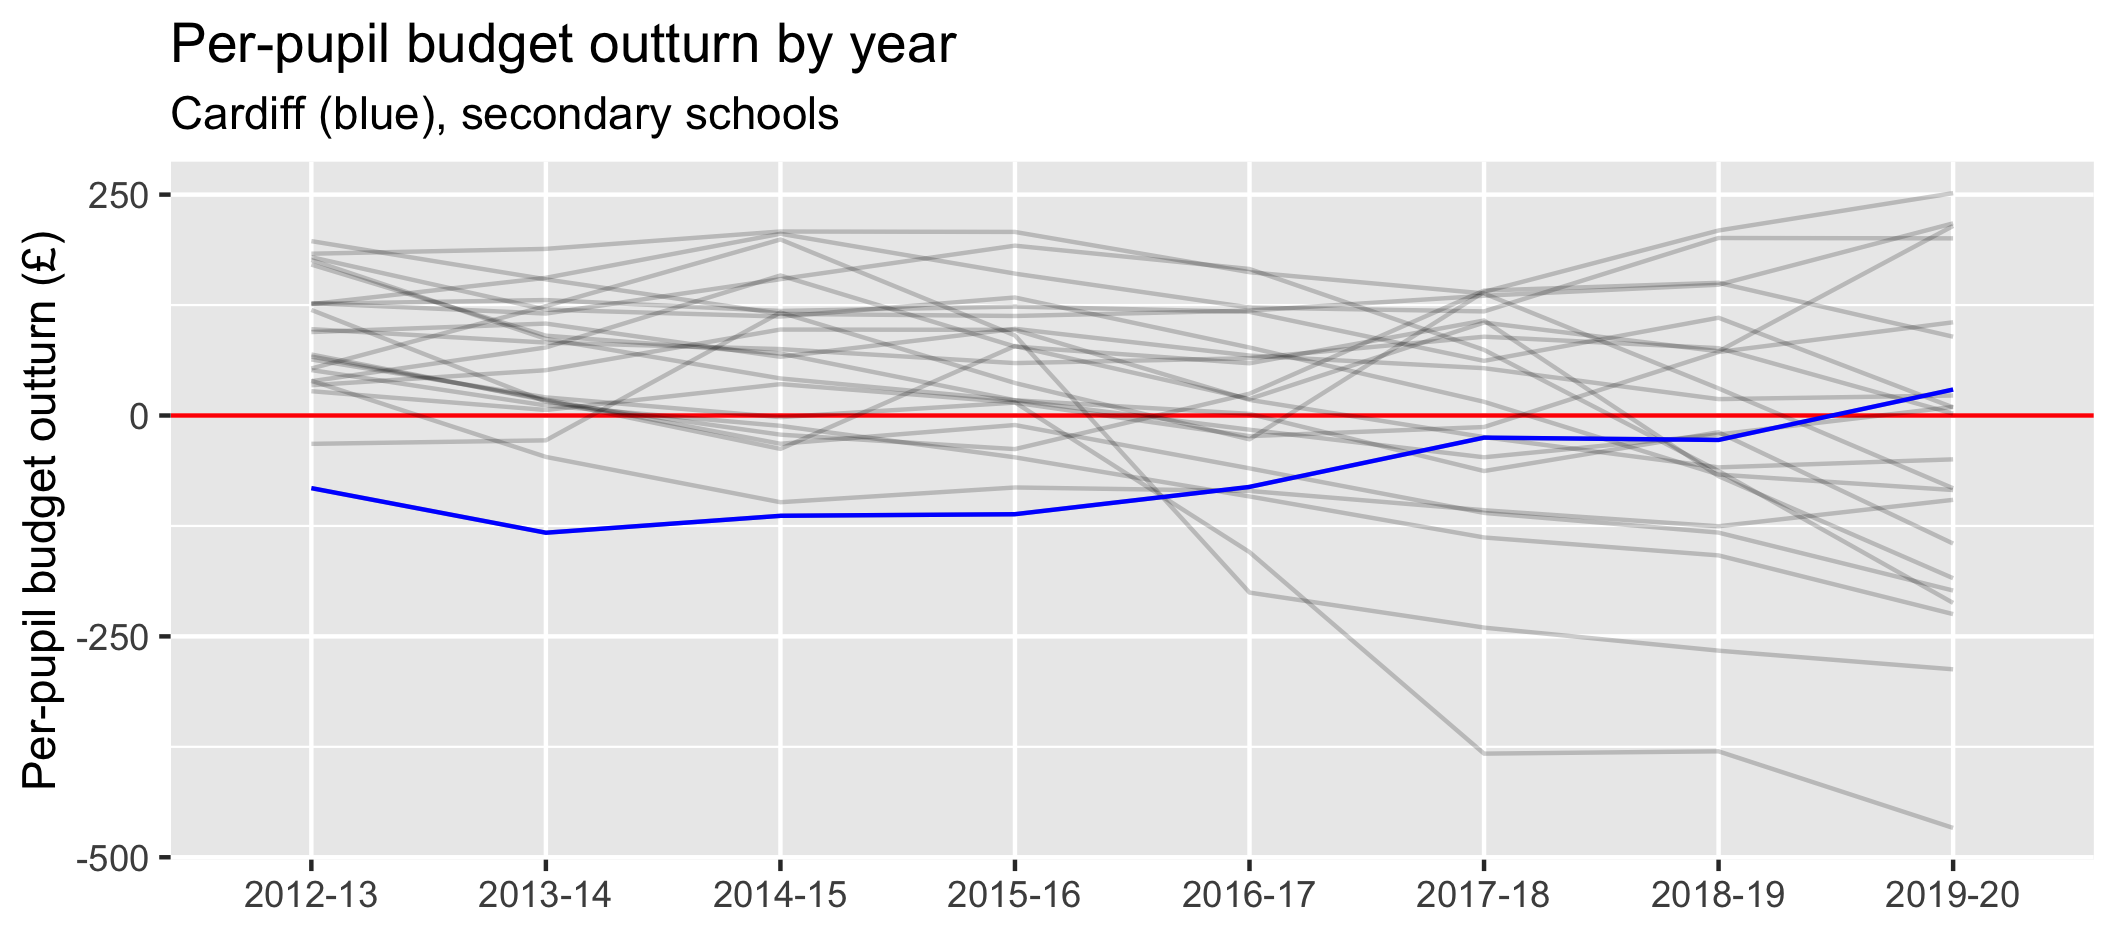 Per-pupil budget outturn by year
Cardiff (blue), secondary schools
Per-pupil budget outturn (£)
250
0
-250
-500
2012-13 2013-14 2014-15 2015-16 2016-17 2017-18 2018-19 2019-20